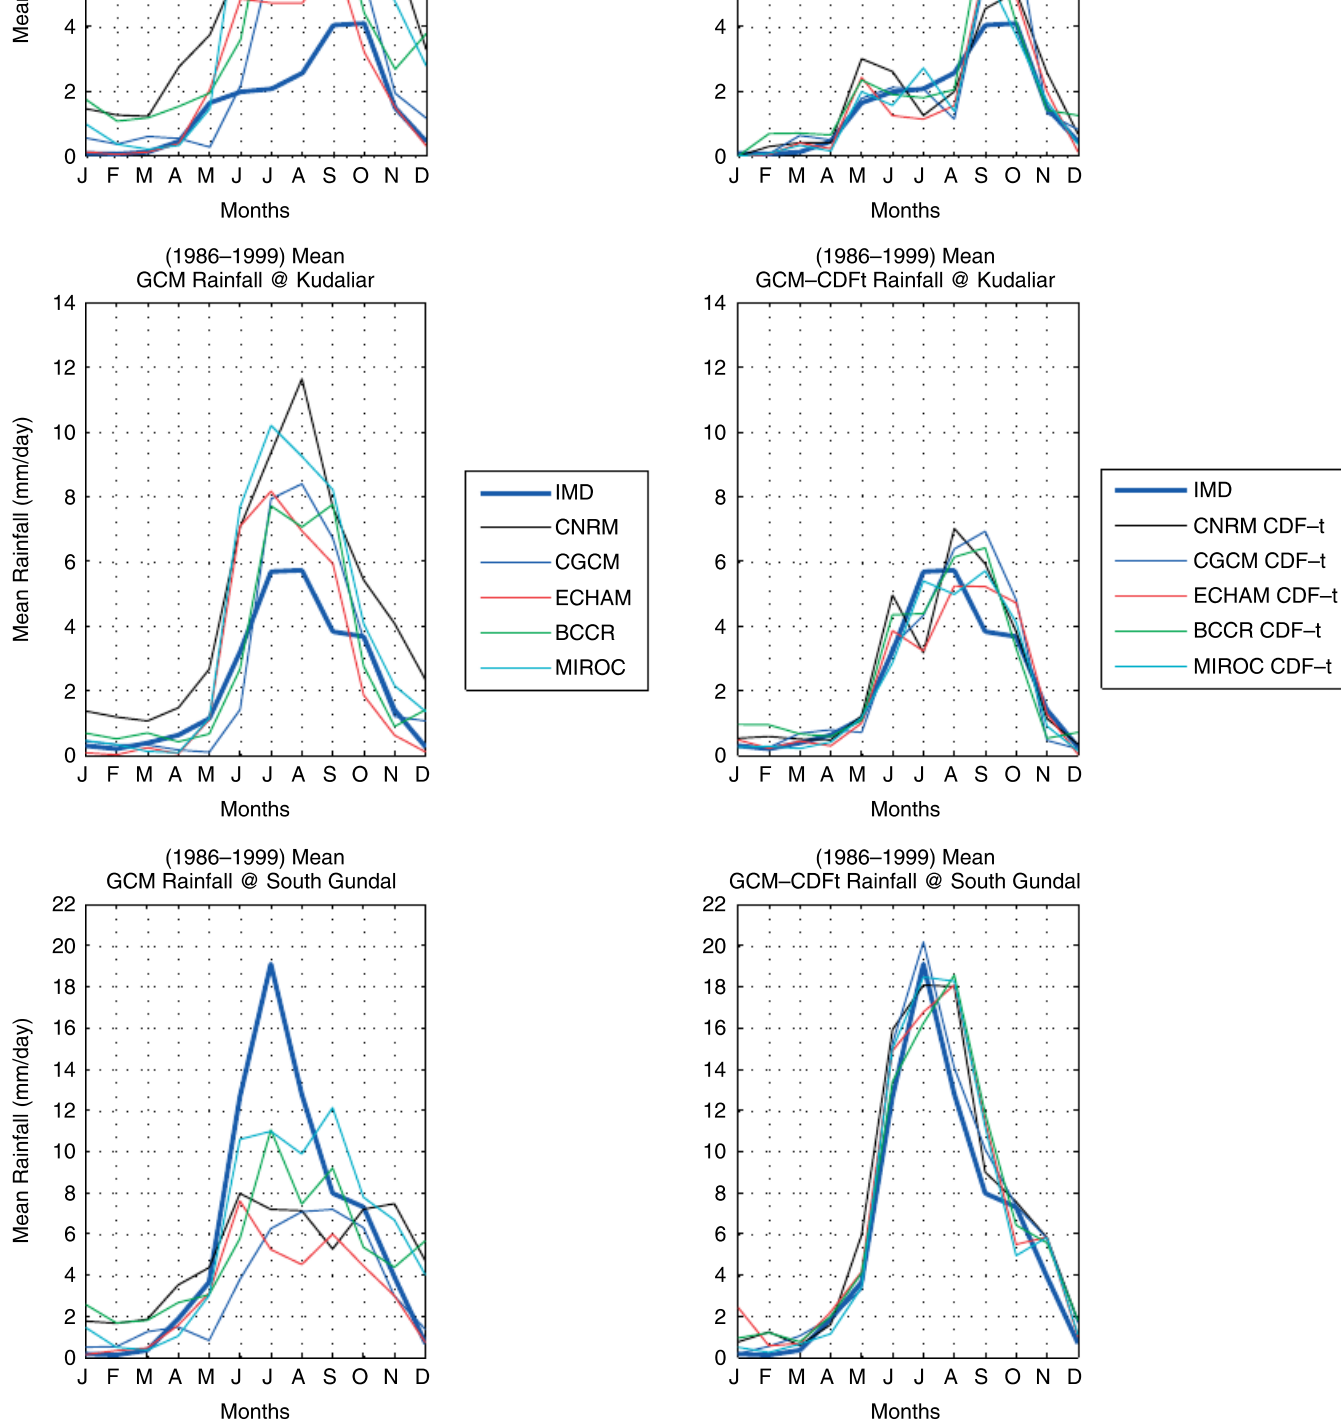 Mean
4
2
0
J F M A M J J A S O N D
Months
4
2
0
J F M A M J J A S O N D
Months
(1986–1999) Mean
GCM Rainfall @ Kudaliar
Mean Rainfall (mm/day)
14
12
10
8
6
4
2
0
J F M A M J J A S O N D
Months
IMD
CNRM
CGCM
ECHAM
BCCR
MIROC
(1986–1999) Mean
GCM–CDFt Rainfall @ Kudaliar
14
12
10
8
6
4
2
0
J F M A M J J A S O N D
Months
IMD
CNRM CDF–t
CGCM CDF–t
ECHAM CDF–t
BCCR CDF–t
MIROC CDF–t
(1986–1999) Mean
GCM Rainfall @ South Gundal
Mean Rainfall (mm/day)
22
20
18
16
14
12
10
8
6
4
2
0
J F M A M J J A S O N D
Months
(1986–1999) Mean
GCM–CDFt Rainfall @ South Gundal
22
20
18
16
14
12
10
8
6
4
2
0
J F M A M J J A S O N D
Months